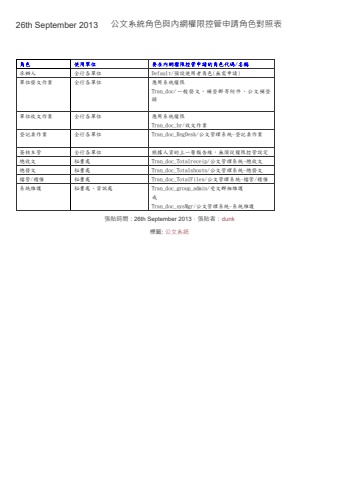 26th September 2013 公文系統角色與內網權限控管申請角色對照表
角色 使用單位 要在內網權限控管申請的角色代碼/名稱
承辦人 全行各單位 Default/預設使用者角色(無需申請)
單位發文作業 全行各單位 應用系統權限
Tran_doc/一般發文、補登郵寄附件、公文補登
錄
單位收文作業 全行各單位 應用系統權限
Tran_doc_br/收文作業
登記桌作業 全行各單位 Tran_doc_RegDesk/公文管理系統-登記桌作業
簽核主管 全行各單位 根據人資的上一層報告權，無須設權限控管設定
總收文 秘書處 Tran_doc_Totalreceip/公文管理系統-總收文
總發文 秘書處 Tran_doc_Totalshouts/公文管理系統-總發文
檔管/稽催 秘書處 Tran_doc_TotalFiles/公文管理系統-檔管/稽催
系統維護 秘書處、資訊處 Tran_doc_group_admin/受文群組維護
或
Tran_doc_sysMgr/公文管理系統-系統維護
張貼時間：26th September 2013，張貼者：dunk
標籤: 公文系統